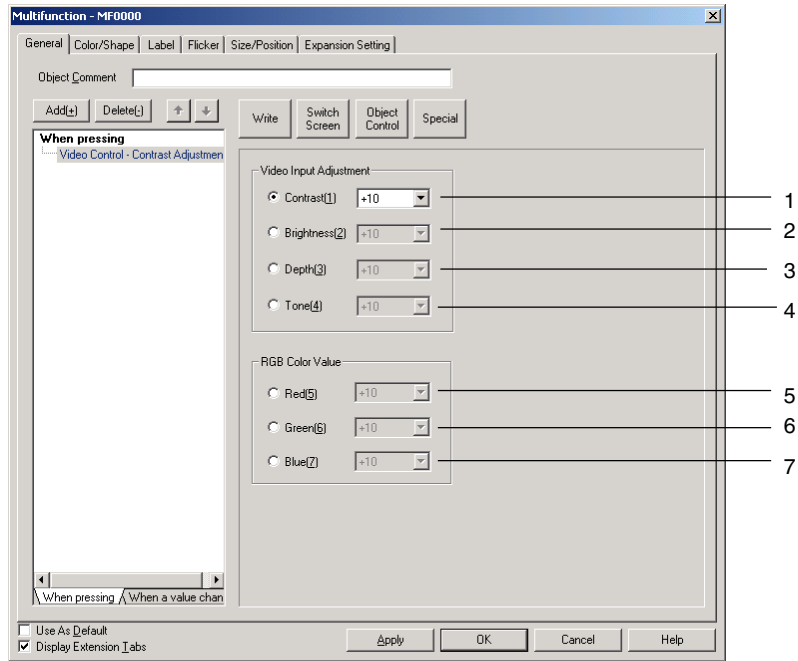 Multifunction - MF0000
General Color/Shape Label Flicker Size/Position Expansion Setting
Object Comment
Add(+) Delete(-)
Write Switch Screen Object Control Special
When pressing
Video Control - Contrast Adjustmen
Video Input Adjustment
Contrast(1) +10 1
Brightness(2) +10 2
Depth(3) +10 3
Tone(4) +10 4
RGB Color Value
Red(5) +10 5
Green(6) +10 6
Blue(7) +10 7
When pressing When a value chan
Use As Default
Display Extension Tabs
Apply OK Cancel Help